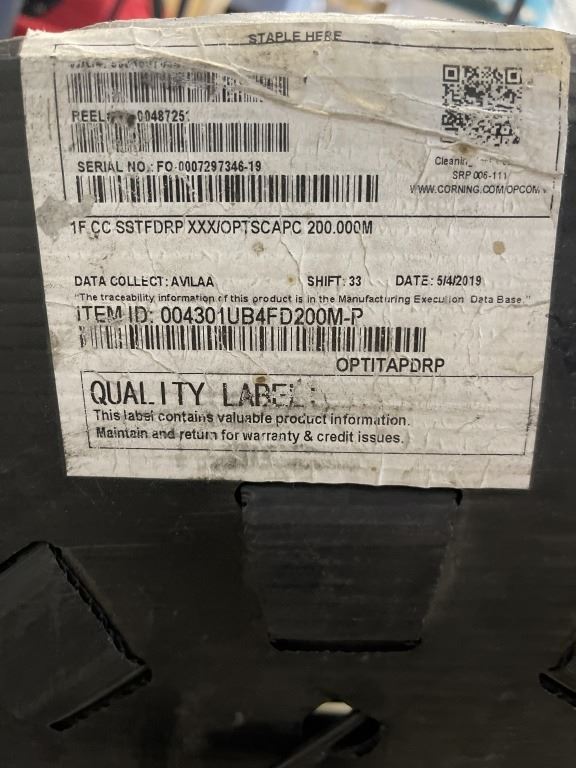 STAPLE HERE
REEL
SERIAL NO.: FO-0007297346-19
Cleaning
SRP 006-111
WWW.CORNING.COM/OPCOM
1F CC SSTFDRP XXX/OPTSCAPC 200.000M
DATA COLLECT: AVILAA SHIFT: 33 DATE: 5/4/2019
"The traceability information of this product is in the Manufacturing Execution Data Base."
ITEM ID: 004301UB4FD200M-P
OPTITAPDRP
QUALITY LABEL
This label contains valuable product information.
Maintain and return for warranty & credit issues.